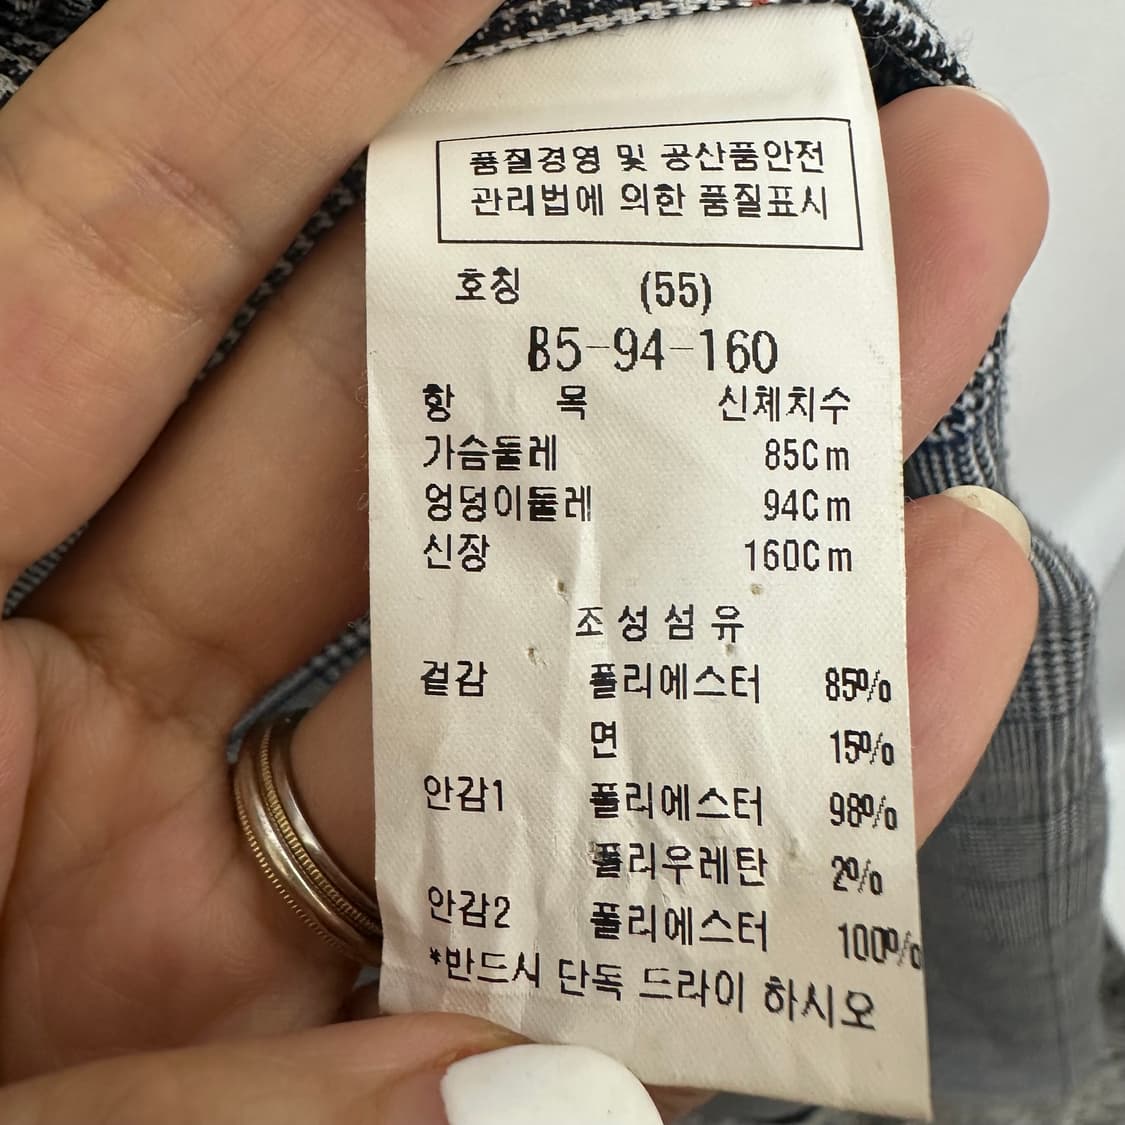 품질경영 및 공산품안전
관리법에 의한 품질표시
호칭 (55)
85-94-160
항 목 신체치수
가슴둘레 85Cm
엉덩이둘레 94Cm
신장 160Cm
조성섬유
겉감 폴리에스터 85%
면 15%
안감1 폴리에스터 98%
폴리우레탄 2%
안감2 폴리에스터 100%
*반드시 단독 드라이 하시오